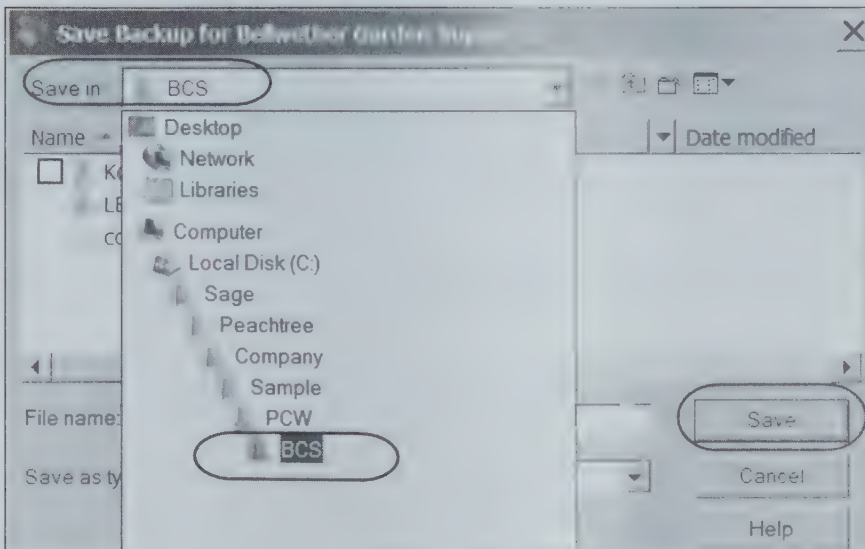 Save Backup for Bellwether Garden Supply
Save in BCS
Name Date modified
Desktop
Network
Libraries
Computer
Local Disk (C:)
Sage
Peachtree
Company
Sample
PCW
BCS
File name:
Save
Save as ty
Cancel
Help